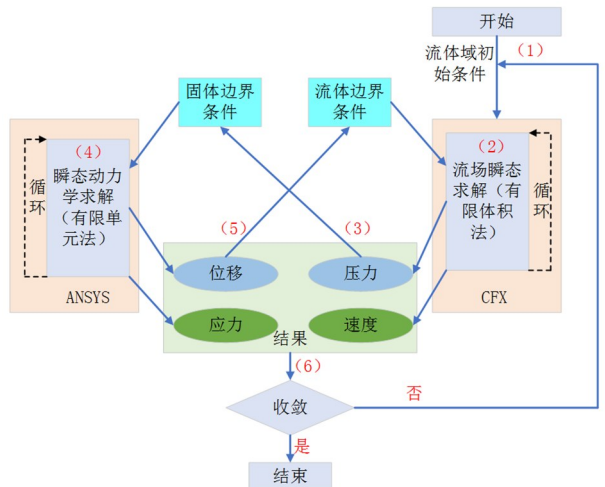 开始
流体域初
始条件
（1）
固体边界
条件
流体边界
条件
（4）
瞬态动力
学求解
（有限单
元法）
循
环
ANSYS
（2）
流场瞬态
求解（有
限体积
法）
循
环
CFX
（5）
（3）
位移
压力
应力
速度
结果
（6）
收敛
否
是
结束